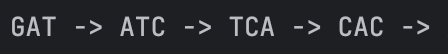 GAT -> ATC -> TCA -> CAC ->